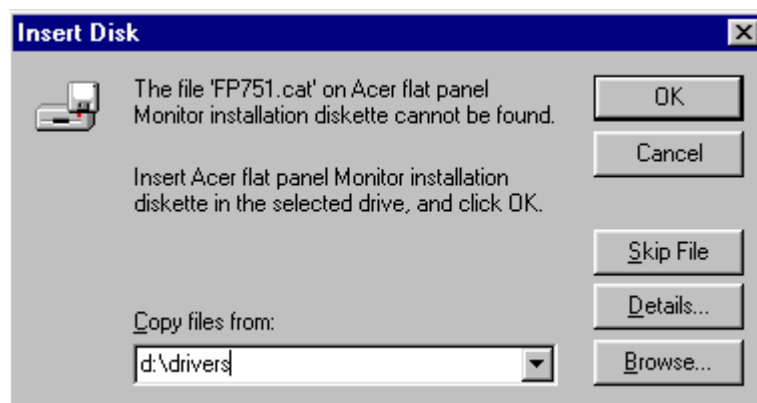 Insert Disk
The file 'FP751.cat' on Acer flat panel
Monitor installation diskette cannot be found.
OK
Cancel
Insert Acer flat panel Monitor installation
diskette in the selected drive, and click OK.
Skip File
Details...
Copy files from:
d:\drivers
Browse...